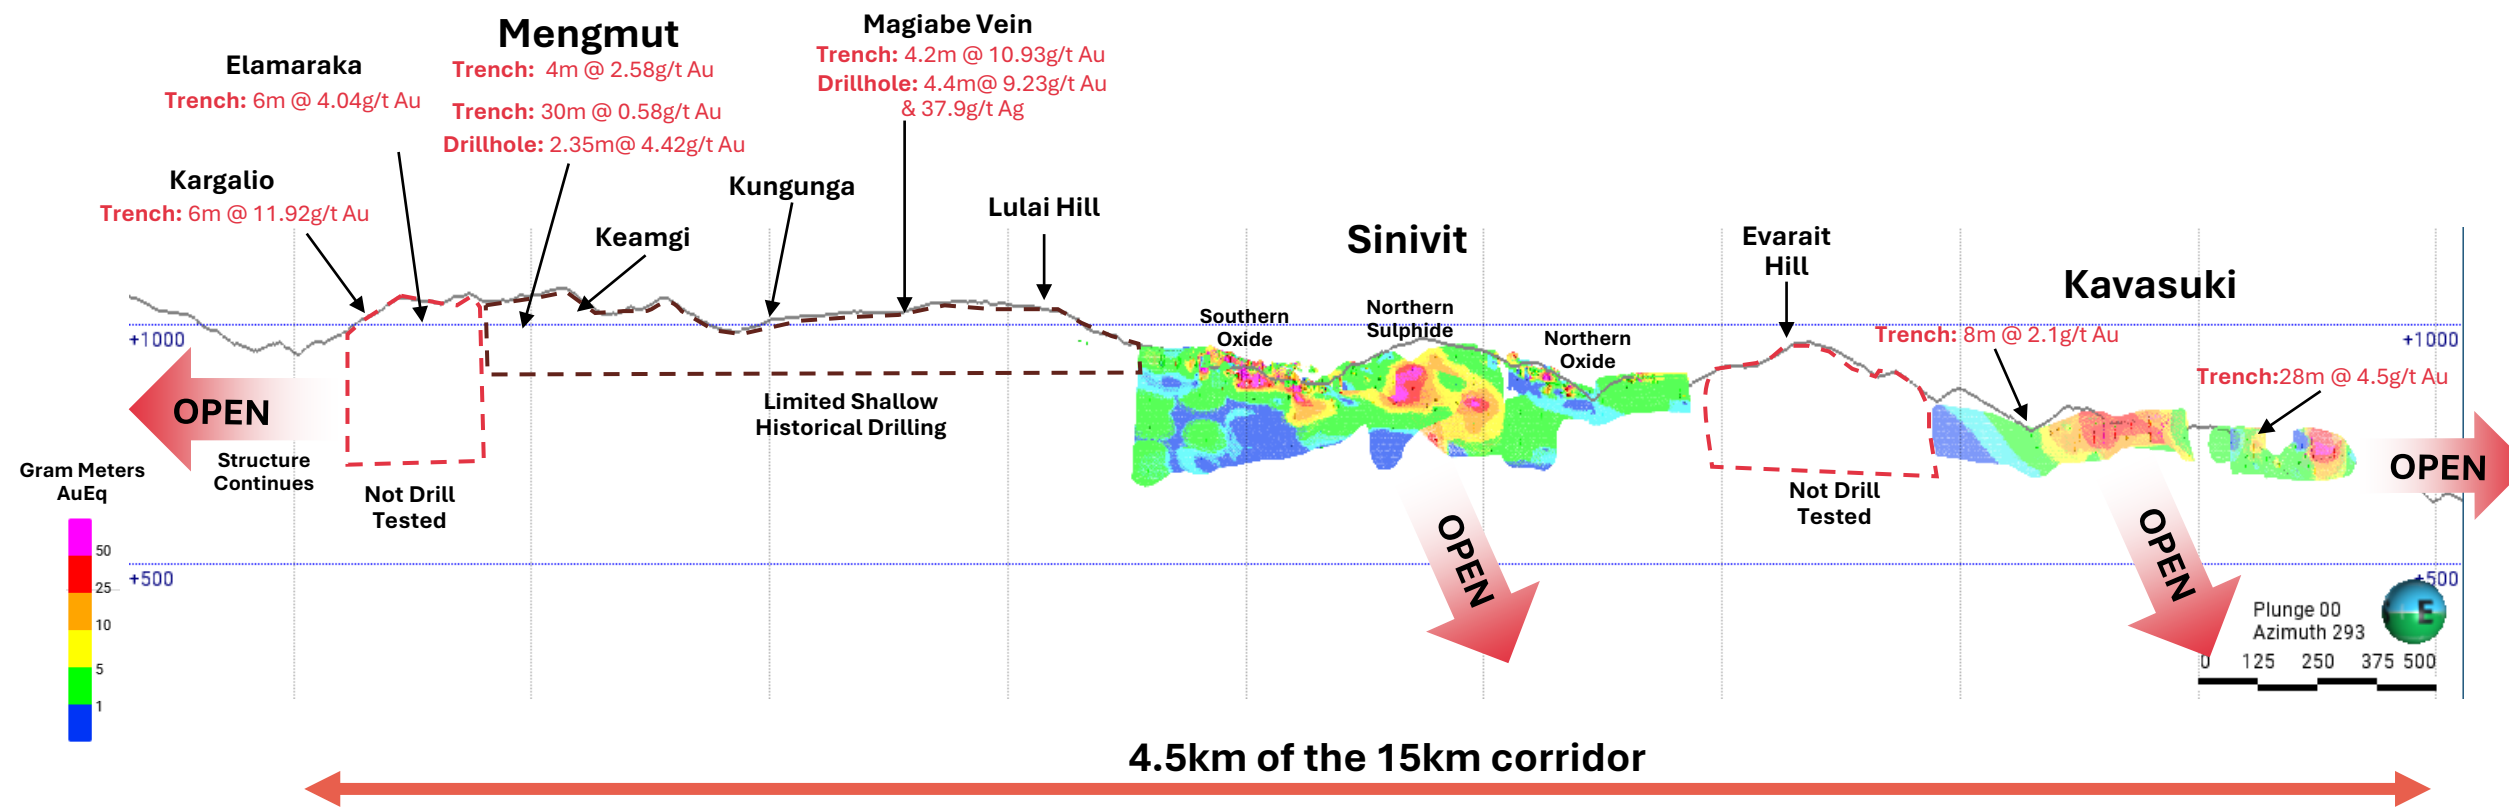 Magiabe Vein
Trench: 4.2m @ 10.93g/t Au
Drillhole: 4.4m@ 9.23g/t Au
& 37.9g/t Ag
Mengmut
Trench:  4m @ 2.58g/t Au
Trench: 30m @ 0.58g/t Au
Drillhole: 2.35m@ 4.42g/t Au
Elamaraka
Trench: 6m @ 4.04g/t Au
Kargalio
Trench: 6m @ 11.92g/t Au
Keamgi
Kungunga
Lulai Hill
Sinivit
Southern
Oxide
Northern
Sulphide
Northern
Oxide
Evarait
Hill
Kavasuki
Trench: 8m @ 2.1g/t Au
Trench:28m @ 4.5g/t Au
+1000
+1000
OPEN
Structure
Continues
Not Drill
Tested
Limited Shallow
Historical Drilling
Not Drill
Tested
OPEN
OPEN
OPEN
Gram Meters
AuEq
50
25
10
5
1
+500
+500
Plunge 00
Azimuth 293
E
0 125 250 375 500
4.5km of the 15km corridor